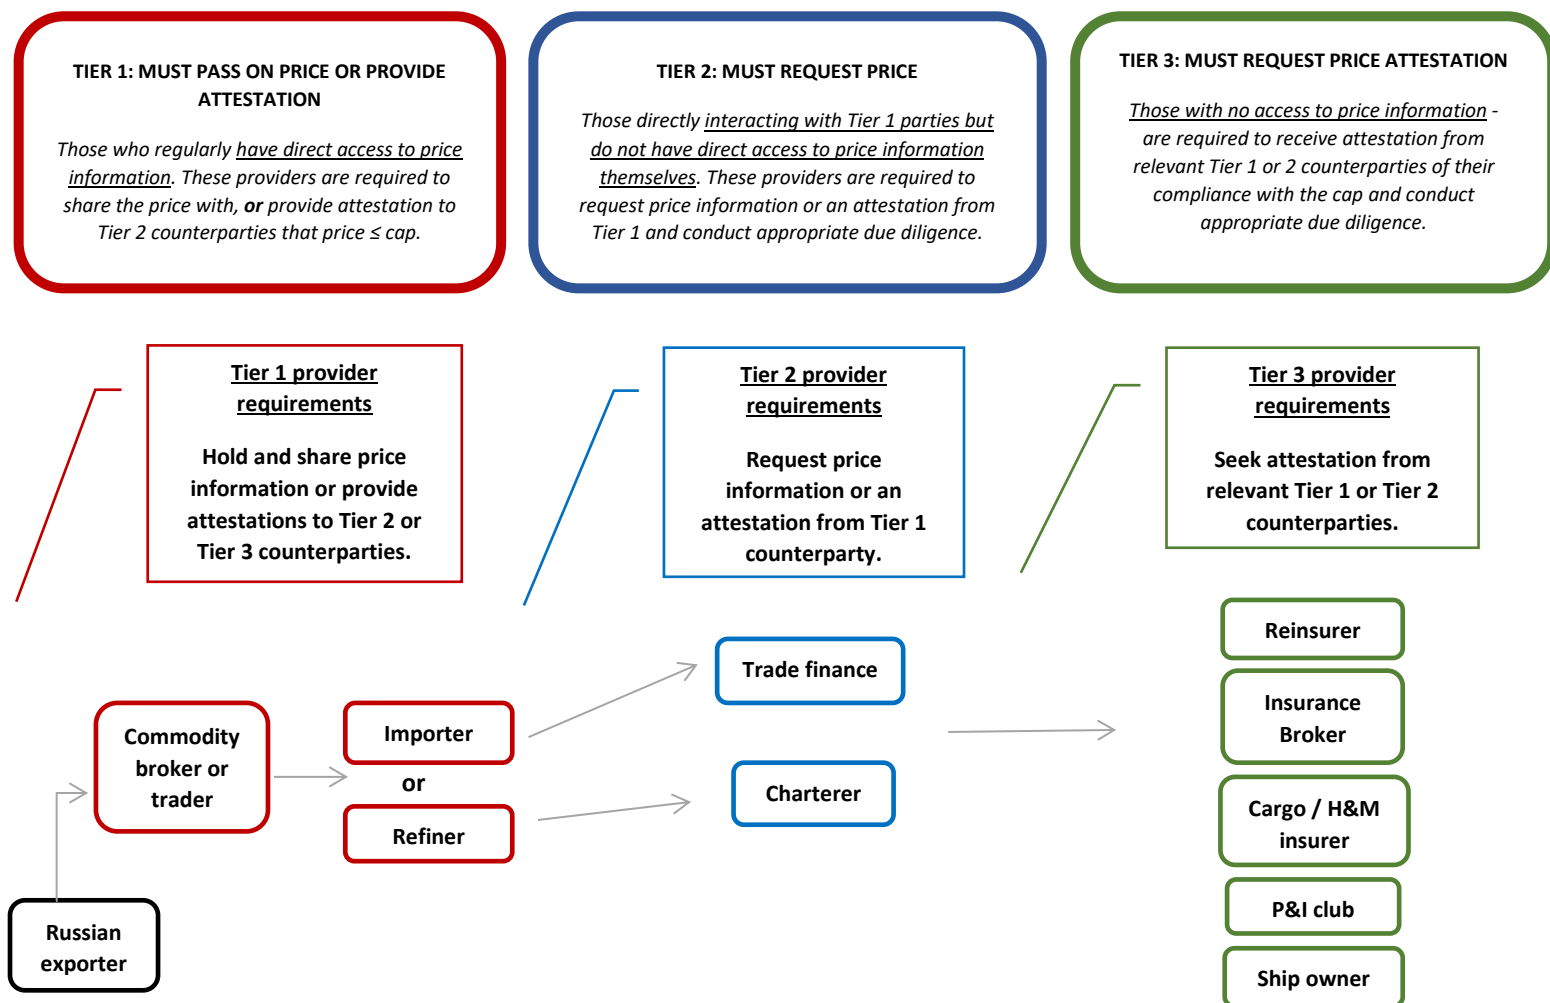 TIER 1: MUST PASS ON PRICE OR PROVIDE
ATTESTATION
Those who regularly have direct access to price
information. These providers are required to
share the price with, or provide attestation to
Tier 2 counterparties that price ≤ cap.
TIER 2: MUST REQUEST PRICE
Those directly interacting with Tier 1 parties but
do not have direct access to price information
themselves. These providers are required to
request price information or an attestation from
Tier 1 and conduct appropriate due diligence.
TIER 3: MUST REQUEST PRICE ATTESTATION
Those with no access to price information -
are required to receive attestation from
relevant Tier 1 or 2 counterparties of their
compliance with the cap and conduct
appropriate due diligence.
Tier 1 provider
requirements
Hold and share price
information or provide
attestations to Tier 2 or
Tier 3 counterparties.
Tier 2 provider
requirements
Request price
information or an
attestation from Tier 1
counterparty.
Tier 3 provider
requirements
Seek attestation from
relevant Tier 1 or Tier 2
counterparties.
Russian
exporter
Commodity
broker or
trader
Importer
or
Refiner
Trade finance
Charterer
Reinsurer
Insurance
Broker
Cargo / H&M
insurer
P&I club
Ship owner